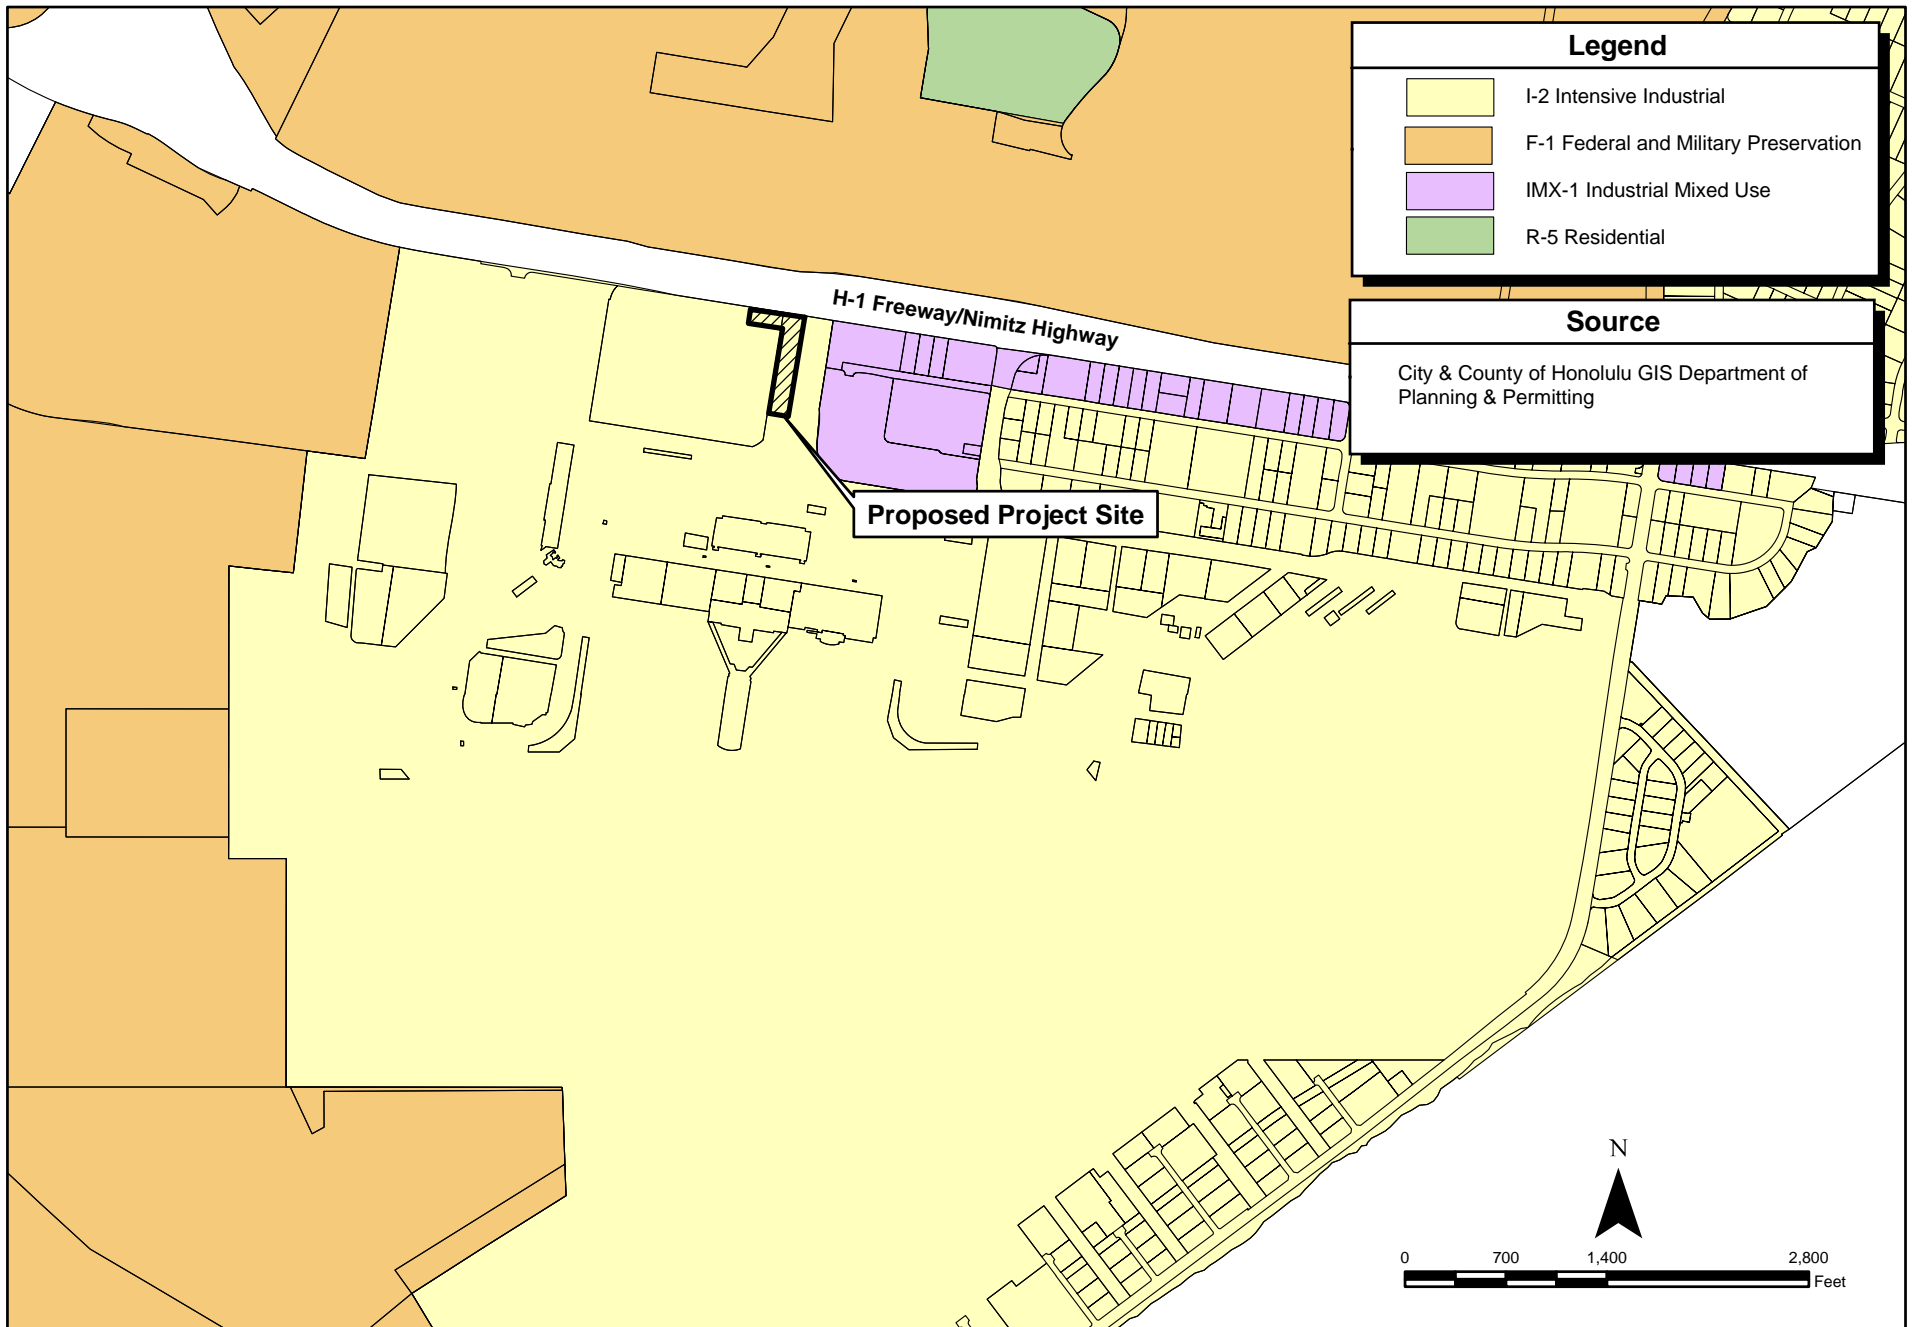 Legend
I-2 Intensive Industrial
F-1 Federal and Military Preservation
IMX-1 Industrial Mixed Use
R-5 Residential
H-1 Freeway/Nimitz Highway
Source
City & County of Honolulu GIS Department of
Planning & Permitting
Proposed Project Site
N
0 700 1,400 2,800
Feet